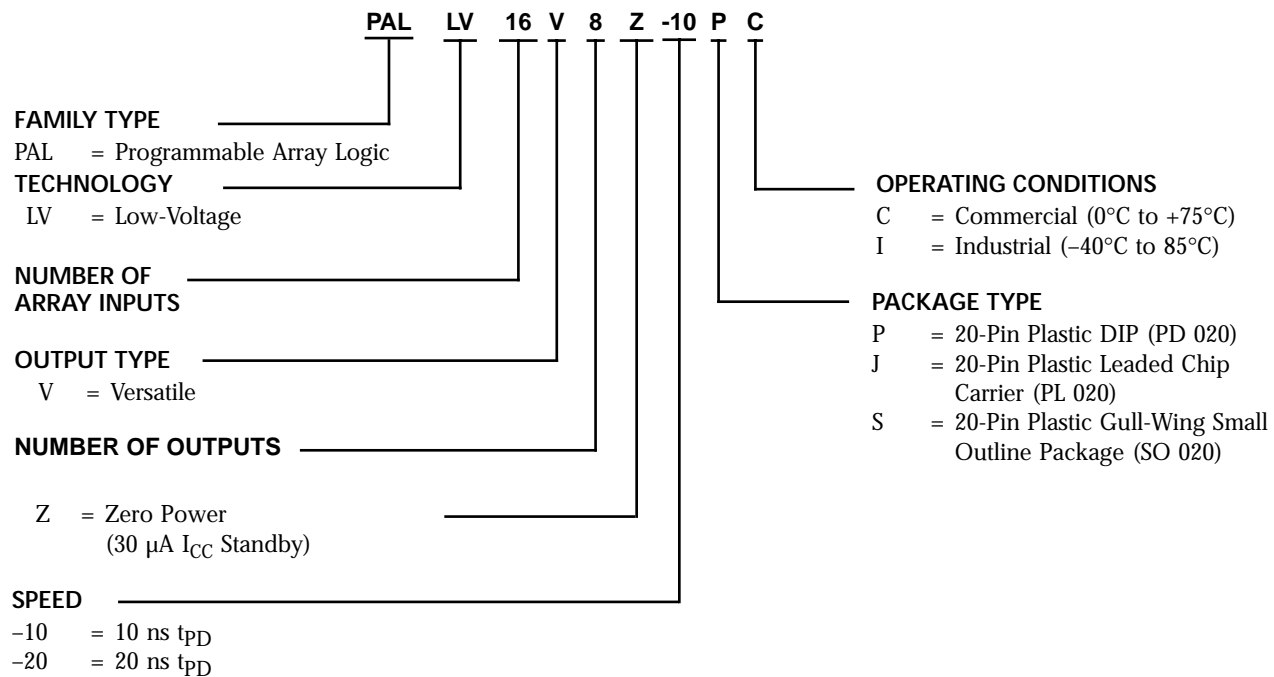 PAL LV 16 V 8 Z -10 P C
FAMILY TYPE
PAL = Programmable Array Logic
TECHNOLOGY
LV = Low-Voltage
NUMBER OF
ARRAY INPUTS
OUTPUT TYPE
V = Versatile
NUMBER OF OUTPUTS
Z = Zero Power
(30 µA ICC Standby)
SPEED
–10 = 10 ns tPD
–20 = 20 ns tPD
OPERATING CONDITIONS
C = Commercial (0°C to +75°C)
I = Industrial (–40°C to 85°C)
PACKAGE TYPE
P = 20-Pin Plastic DIP (PD 020)
J = 20-Pin Plastic Leaded Chip
Carrier (PL 020)
S = 20-Pin Plastic Gull-Wing Small
Outline Package (SO 020)